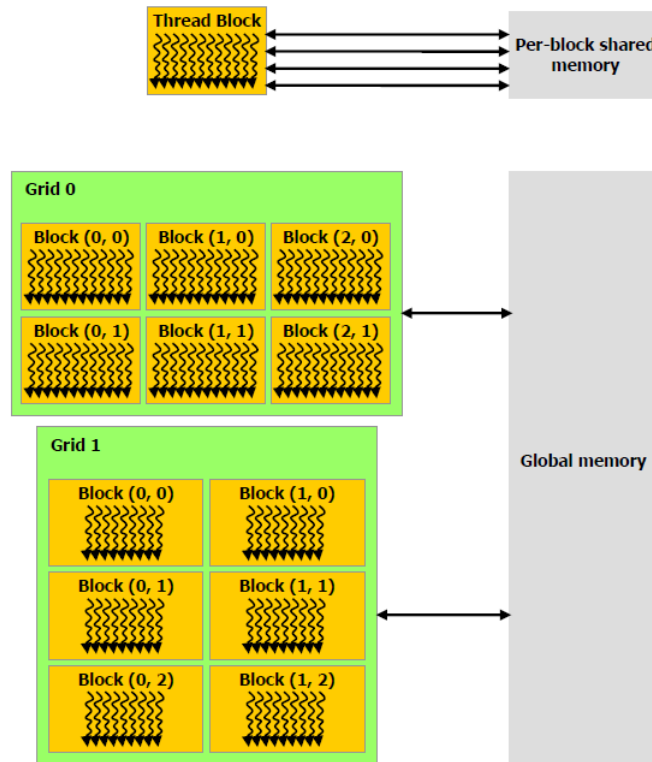 Thread Block
Per-block shared
memory
Grid 0
Block (0, 0)
Block (1, 0)
Block (2, 0)
Block (0, 1)
Block (1, 1)
Block (2, 1)
Grid 1
Block (0, 0)
Block (1, 0)
Block (0, 1)
Block (1, 1)
Block (0, 2)
Block (1, 2)
Global memory